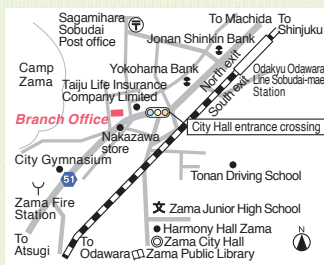 Sagamihara
Sobudai
Post office
To Machida
To
Shinjuku
Jonan Shinkin Bank
Camp
Zama
Yokohama Bank
North exit
South exit
Odakyu Odawara
Line Sobudai-mae
Station
Taiju Life Insurance
Company Limited
Branch Office
City Hall entrance crossing
Nakazawa
store
City Gymnasium
51
Tonan Driving School
Zama Fire
Station
Zama Junior High School
Harmony Hall Zama
Zama City Hall
Zama Public Library
To
Atsugi
To
Odawara
N